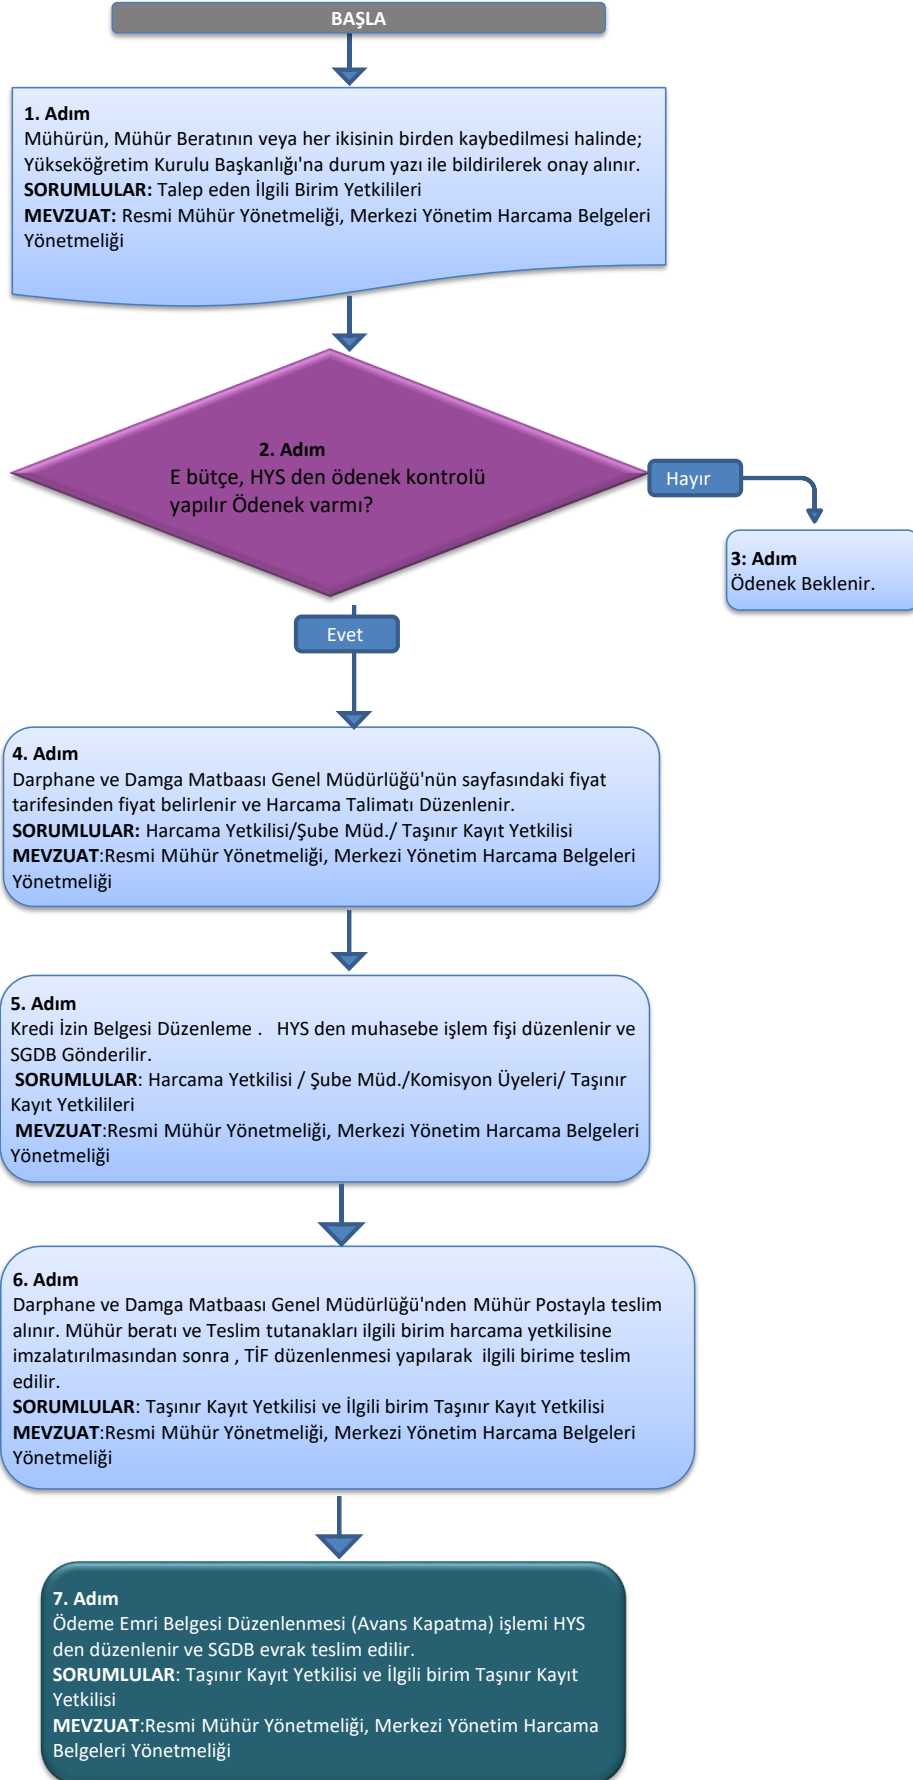 BAŞLA
1. Adım
Mühürün, Mühür Beratının veya her ikisinin birden kaybedilmesi halinde;
Yükseköğretim Kurulu Başkanlığı'na durum yazı ile bildirilerek onay alınır.
SORUMLULAR: Talep eden İlgili Birim Yetkilileri
MEVZUAT: Resmi Mühür Yönetmeliği, Merkezi Yönetim Harcama Belgeleri
Yönetmeliği
2. Adım
E bütçe, HYS den ödenek kontrolü
yapılır Ödenek varmı?
Hayır
3: Adım
Ödenek Beklenir.
Evet
4. Adım
Darphane ve Damga Matbaası Genel Müdürlüğü'nün sayfasındaki fiyat
tarifesinden fiyat belirlenir ve Harcama Talimatı Düzenlenir.
SORUMLULAR: Harcama Yetkilisi/Şube Müd./ Taşınır Kayıt Yetkilisi
MEVZUAT:Resmi Mühür Yönetmeliği, Merkezi Yönetim Harcama Belgeleri
Yönetmeliği
5. Adım
Kredi İzin Belgesi Düzenleme . HYS den muhasebe işlem fişi düzenlenir ve
SGDB Gönderilir.
SORUMLULAR: Harcama Yetkilisi / Şube Müd./Komisyon Üyeleri/ Taşınır
Kayıt Yetkilileri
MEVZUAT:Resmi Mühür Yönetmeliği, Merkezi Yönetim Harcama Belgeleri
Yönetmeliği
6. Adım
Darphane ve Damga Matbaası Genel Müdürlüğü'nden Mühür Postayla teslim
alınır. Mühür beratı ve Teslim tutanakları ilgili birim harcama yetkilisine
imzalatırılmasından sonra , TİF düzenlenmesi yapılarak ilgili birime teslim
edilir.
SORUMLULAR: Taşınır Kayıt Yetkilisi ve İlgili birim Taşınır Kayıt Yetkilisi
MEVZUAT:Resmi Mühür Yönetmeliği, Merkezi Yönetim Harcama Belgeleri
Yönetmeliği
7. Adım
Ödeme Emri Belgesi Düzenlenmesi (Avans Kapatma) işlemi HYS
den düzenlenir ve SGDB evrak teslim edilir.
SORUMLULAR: Taşınır Kayıt Yetkilisi ve İlgili birim Taşınır Kayıt
Yetkilisi
MEVZUAT:Resmi Mühür Yönetmeliği, Merkezi Yönetim Harcama
Belgeleri Yönetmeliği